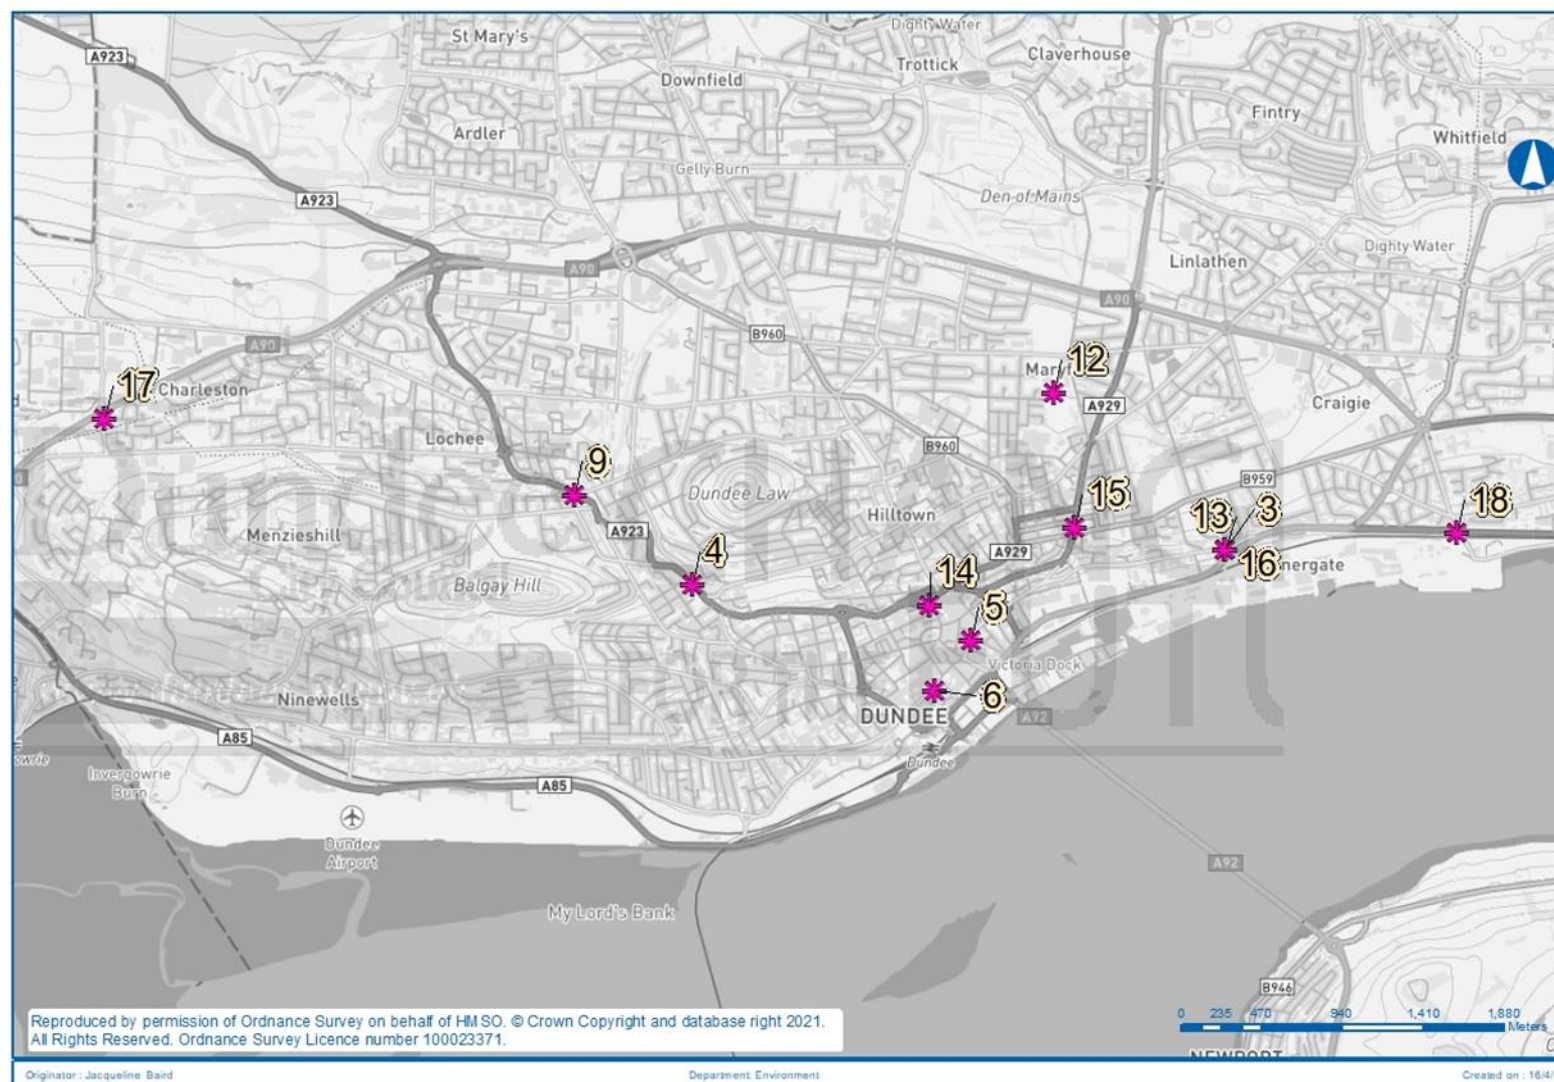 Dighty Water
St Mary's
Claverhouse
A923
Trottick
Downfield
Fintry
Ardler
Whitfield
Gelly Burn
A923
Den of Mains
Dighty Water
Linlathen
A90
A90
B960
A90
12
17
Charleston
A929
Craigie
Lochee
B960
9
B959
Dundee Law
15
18
13
3
Hilltown
A923
Menzieshill
4
A929
16
14
Balgay Hill
5
Victoria Dock
Ninewells
6
DUNDEE
A92
A85
Invergowrie
Burn
Dundee
A85
Dundee
Airport
A92
My Lord's Bank
B946
0 235 470 940 1,410 1,880
Meters
Reproduced by permission of Ordnance Survey on behalf of HMSO. © Crown Copyright and database right 2021.
All Rights Reserved. Ordnance Survey Licence number 100023371.
Originator : Jacqueline Baird
Department: Environment
Created on : 16/4/